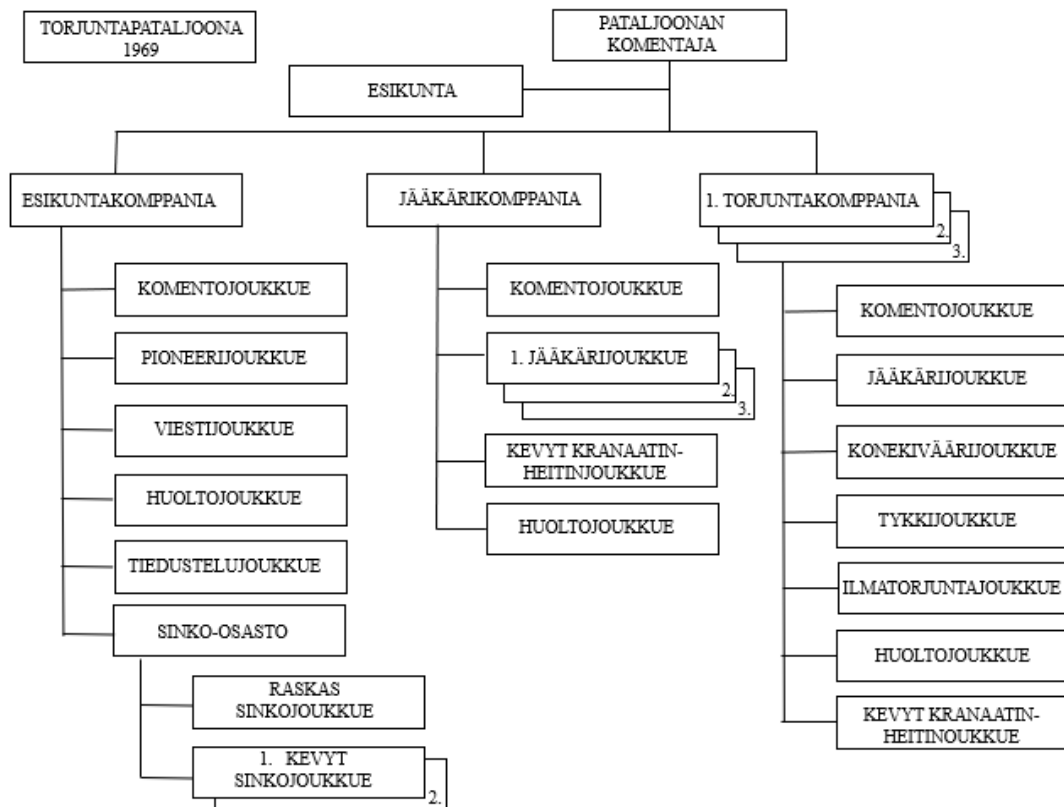 TORJUNTAPATALJOONA
1969
PATALJOONAN
KOMENTAJA
ESIKUNTA
ESIKUNTAKOMPPANIA
KOMENTOJOUKKUE
PIONEERIJOUKKUE
VIESTIJOUKKUE
HUOLTOJOUKKUE
TIEDUSTELUJOUKKUE
SINKO-OSASTO
RASKAS
SINKOJOUKKUE
1. KEVYT
SINKOJOUKKUE
2.
JÄÄKÄRIKOMPPANIA
KOMENTOJOUKKUE
1. JÄÄKÄRIJOUKKUE
2.
3.
KEVYT KRANAATIN-
HEITINJOUKKUE
HUOLTOJOUKKUE
1. TORJUNTAKOMPPANIA
2.
3.
KOMENTOJOUKKUE
JÄÄKÄRIJOUKKUE
KONEKIVÄÄRIJOUKKUE
TYKKIJOUKKUE
ILMATORJUNTAJOUKKUE
HUOLTOJOUKKUE
KEVYT KRANAATIN-
HEITINOUKKUE